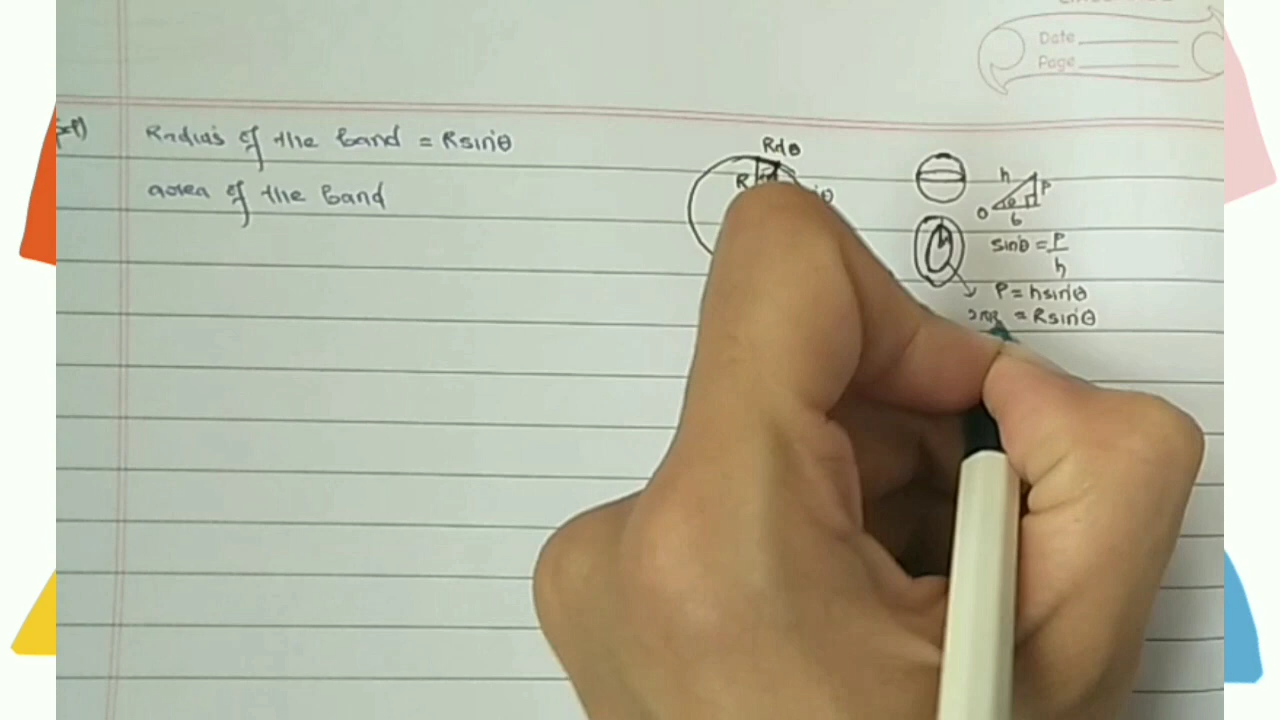 Date
Page
Radius of the band = Rsinθ
area of the band
Rdθ
R
θ
h
P
θ
b
sinθ = P/h
P = hsinθ
= Rsinθ